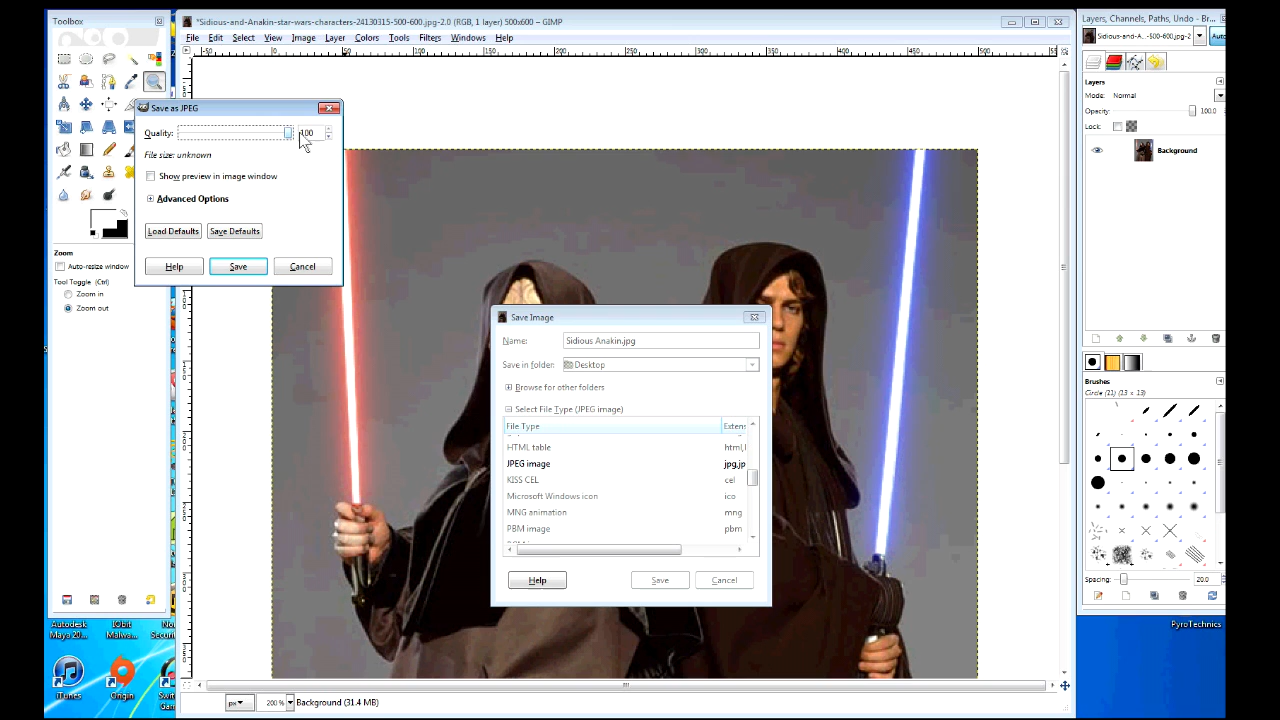 Toolbox
*Sidious-and-Anakin-star-wars-characters-24130315-500-600.jpg-2.0 (RGB, 1 layer) 500x600 – GIMP
Layers, Channels, Paths, Undo - Br...
File Edit Select View Image Layer Colors Tools Filters Windows Help
Sidious-and-A.. -500-600.jpg-2
Auto
Save as JPEG
Quality: 100
File size: unknown
Show preview in image window
Advanced Options
Load Defaults Save Defaults
Help Save Cancel
Zoom
Auto-resize window
Tool Toggle (Ctrl)
Zoom in
Zoom out
Save Image
Name: Sidious Anakin.jpg
Save in folder: Desktop
Browse for other folders
Select File Type (JPEG image)
File Type Extens
HTML table html,l
JPEG image jpg,jp
KISS CEL cel
Microsoft Windows icon ico
MNG animation mng
PBM image pbm
Help Save Cancel
Layers
Mode: Normal
Opacity: 100.0
Lock:
Background
Brushes
Circle (11) (13 x 13)
Spacing: 20.0
Autodesk Maya 20...
IObit Malwa...
Nor Securi
iTunes
Origin
PyroTechnics
px 200 % Background (31.4 MB)